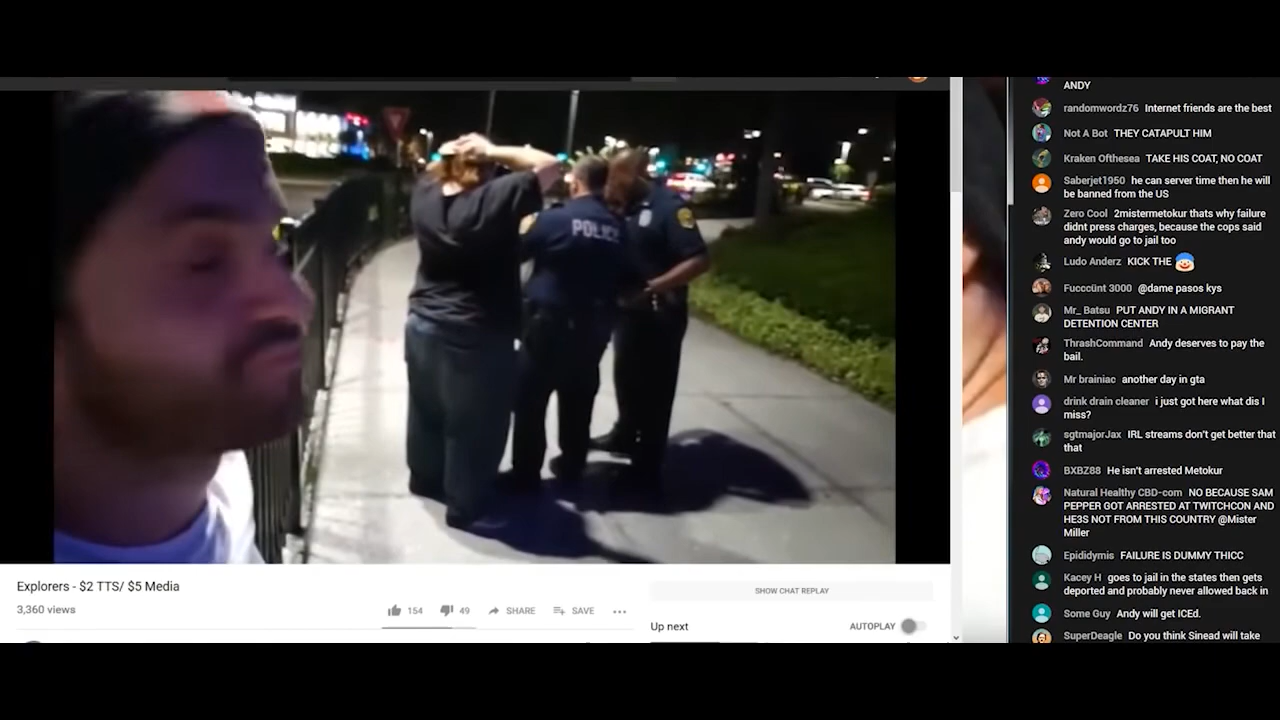 POLICE
Explorers - $2 TTS/ $5 Media
3,360 views
154
49
SHARE
SAVE
SHOW CHAT REPLAY
Up next
AUTOPLAY
ANDY
randomwordz76 Internet friends are the best
Not A Bot THEY CATAPULT HIM
Kraken Ofthesea TAKE HIS COAT, NO COAT
Saberjet1950 he can server time then he will
be banned from the US
Zero Cool 2mistermetokur thats why failure
didnt press charges, because the cops said
andy would go to jail too
Ludo Anderz KICK THE 🤡
Fucccünt 3000 @dame pasos kys
Mr_ Batsu PUT ANDY IN A MIGRANT
DETENTION CENTER
ThrashCommand Andy deserves to pay the
bail.
Mr brainiac another day in gta
drink drain cleaner i just got here what dis I
miss?
sgtmajorJax IRL streams don't get better that
that
BXBZ88 He isn't arrested Metokur
Natural Healthy CBD-com NO BECAUSE SAM
PEPPER GOT ARRESTED AT TWITCHCON AND
HE3S NOT FROM THIS COUNTRY @Mister
Miller
Epididymis FAILURE IS DUMMY THICC
Kacey H goes to jail in the states then gets
deported and probably never allowed back in
Some Guy Andy will get ICEd.
SuperDeagle Do you think Sinead will take